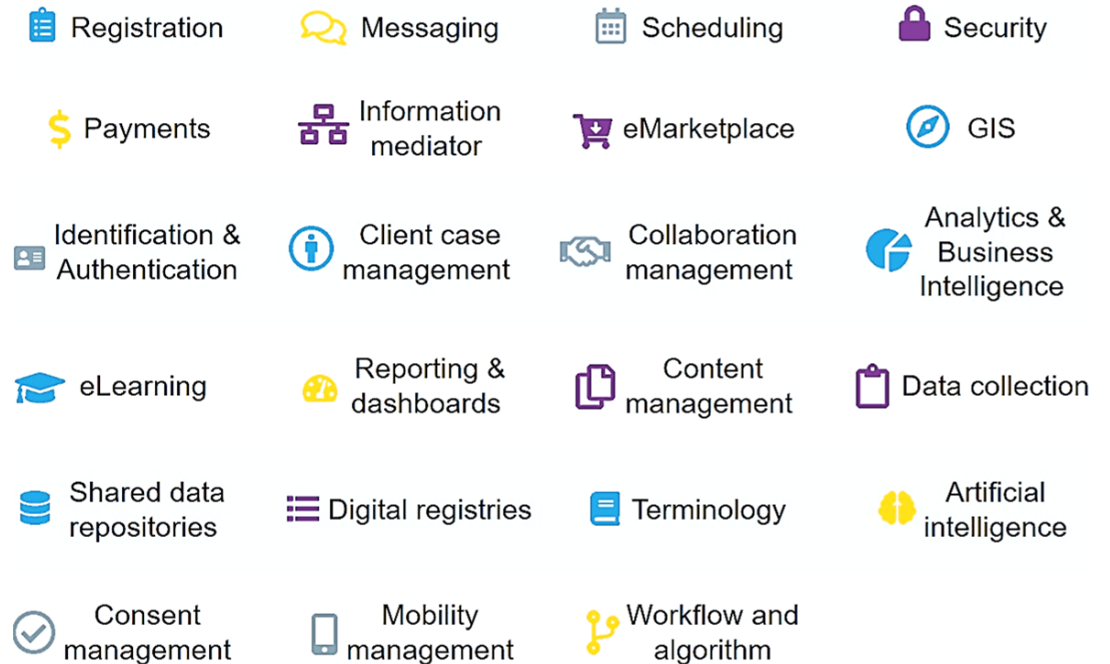 Registration
Messaging
Scheduling
Security
Payments
Information
mediator
eMarketplace
GIS
Identification &
Authentication
Client case
management
Collaboration
management
Analytics &
Business
Intelligence
eLearning
Reporting &
dashboards
Content
management
Data collection
Shared data
repositories
Digital registries
Terminology
Artificial
intelligence
Consent
management
Mobility
management
Workflow and
algorithm